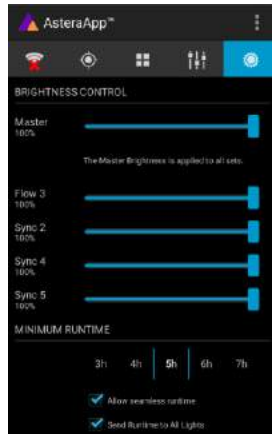 AsteraApp™
BRIGHTNESS CONTROL
Master
100%
The Master Brightness is applied to all sets.
Flow 3
100%
Sync 2
100%
Sync 4
100%
Sync 5
100%
MINIMUM RUNTIME
3h 4h 5h 6h 7h
Allow seamless runtime
Send Runtime to All Lights